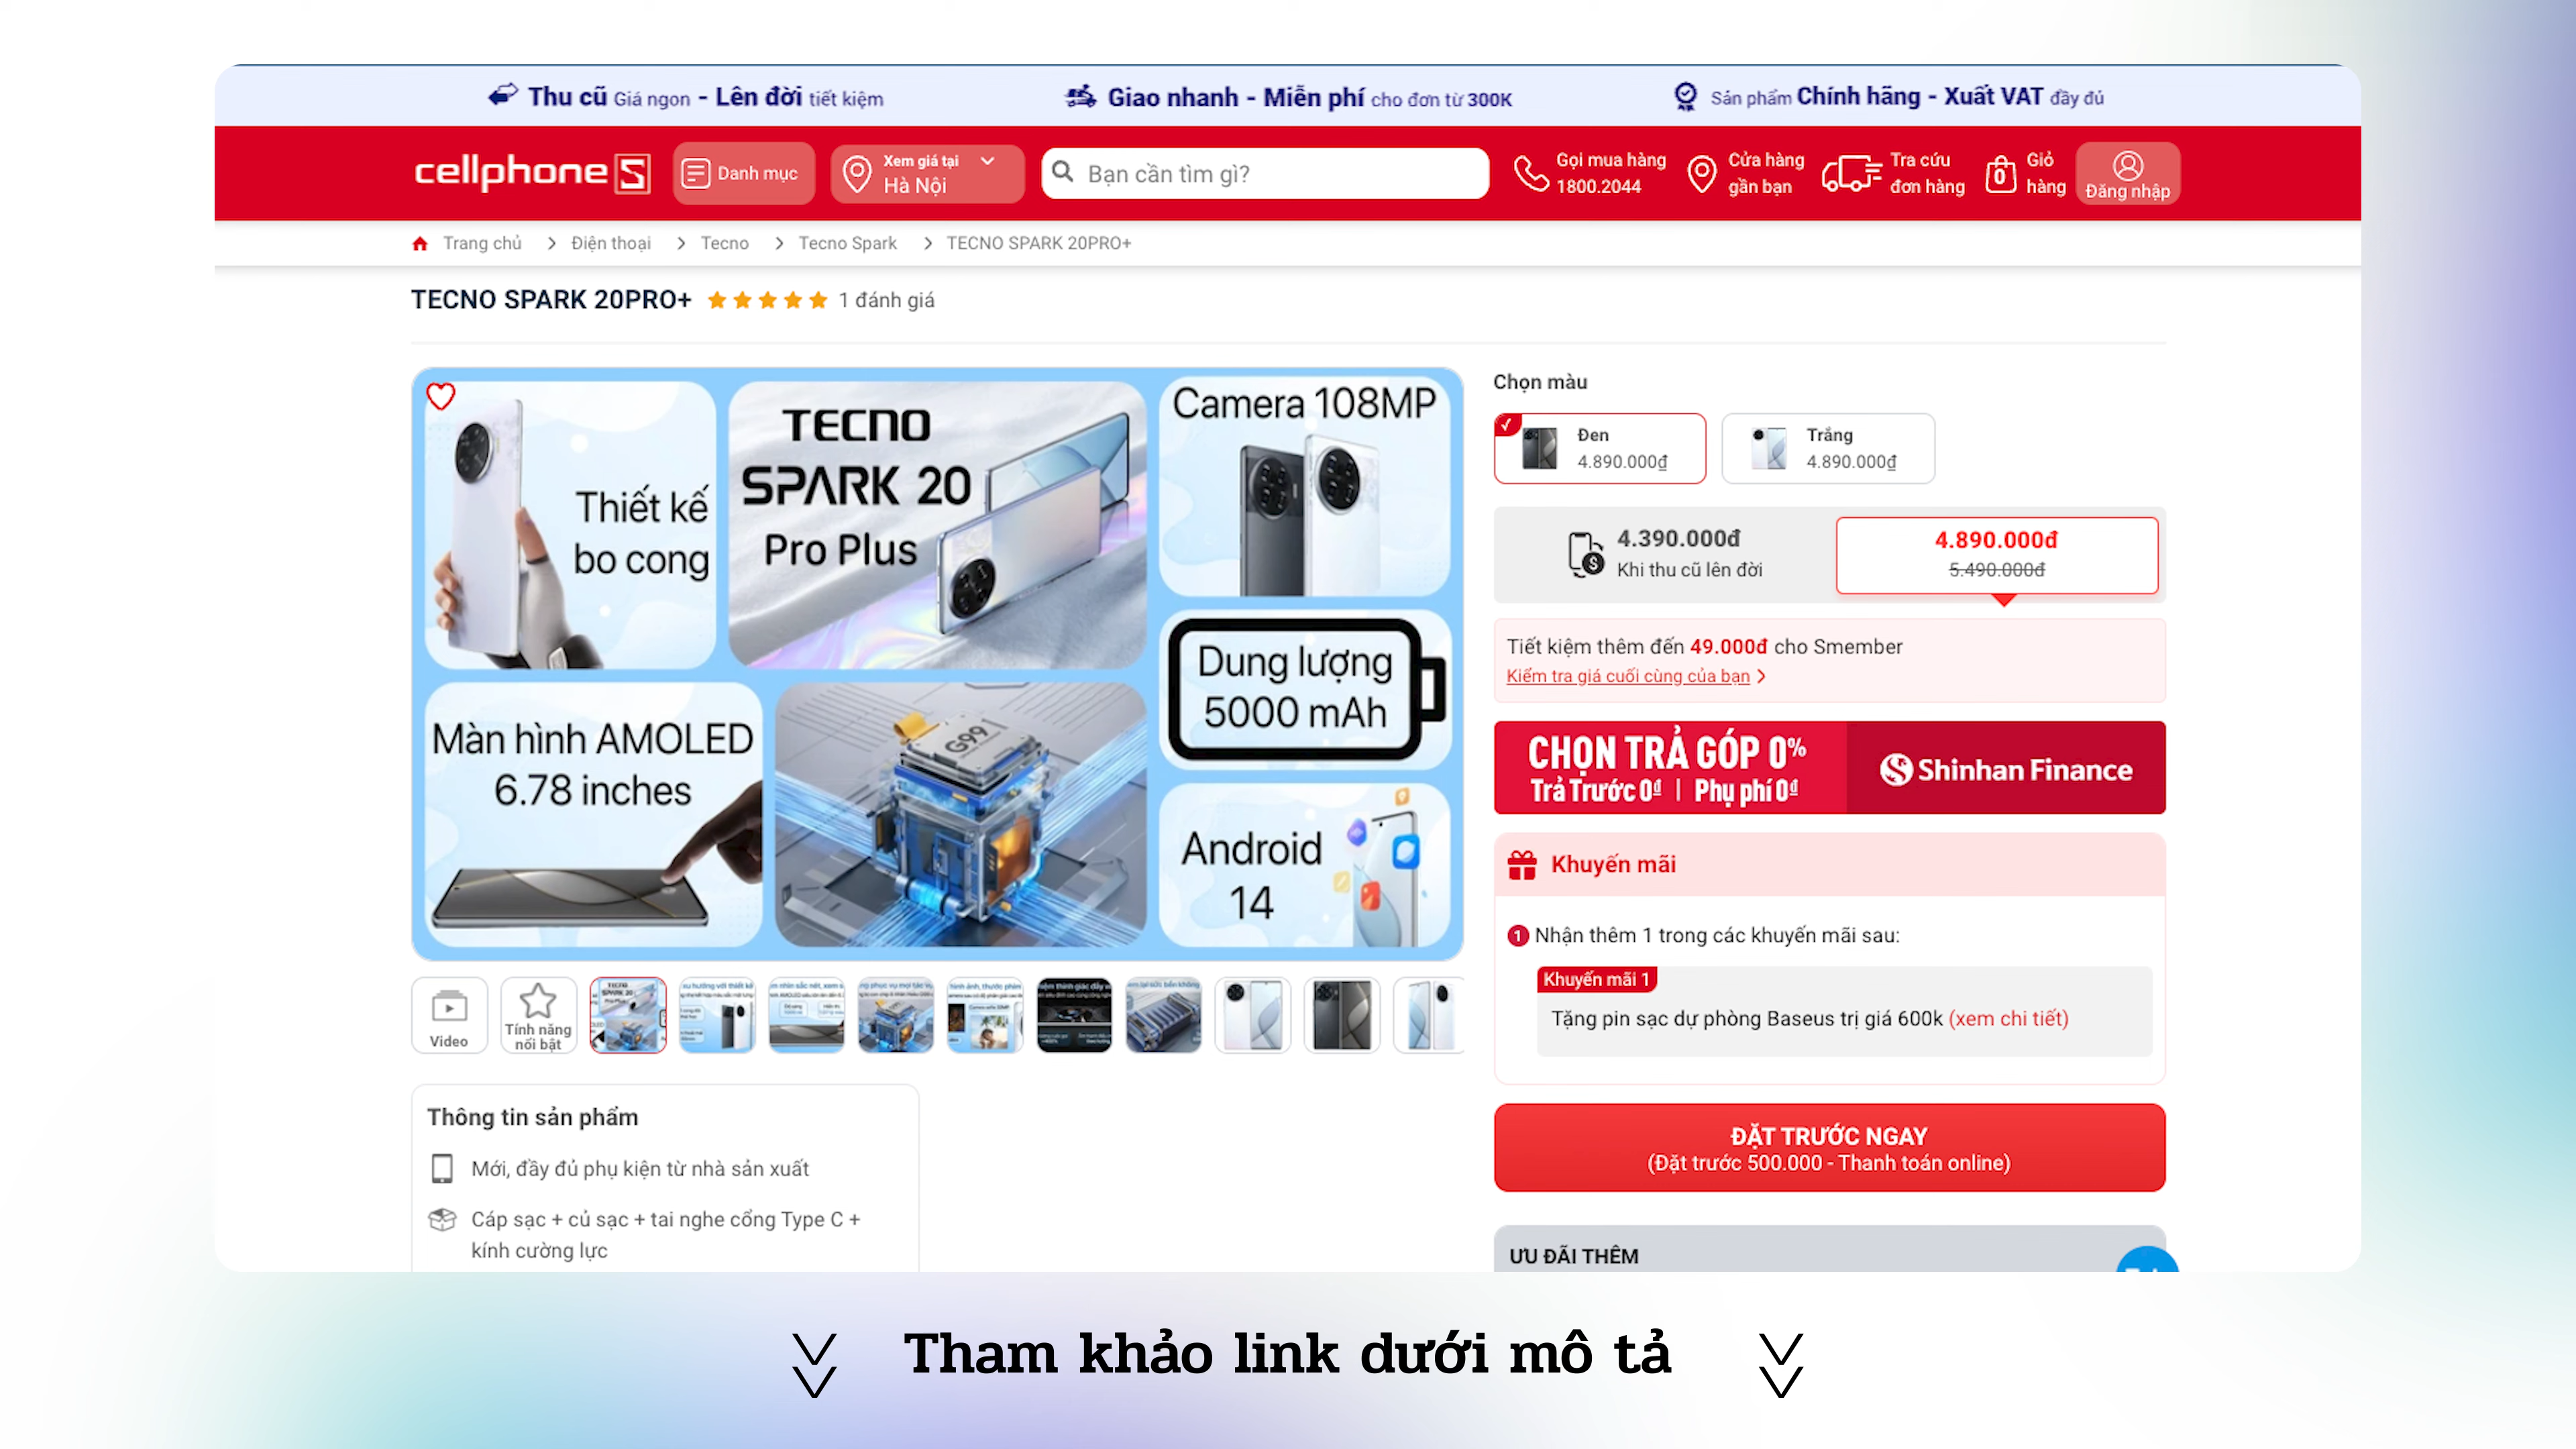 Thu cũ Giá ngon - Lên đời tiết kiệm
Giao nhanh - Miễn phí cho đơn từ 300K
Sản phẩm Chính hãng - Xuất VAT đầy đủ
cellphoneS
Danh mục
Xem giá tại
Hà Nội
Bạn cần tìm gì?
Gọi mua hàng
1800.2044
Cửa hàng
gần bạn
Tra cứu
đơn hàng
0
Giỏ
hàng
Đăng nhập
Trang chủ > Điện thoại > Tecno > Tecno Spark > TECNO SPARK 20PRO+
TECNO SPARK 20PRO+ 1 đánh giá
Thiết kế
bo cong
TECNO
SPARK 20
Pro Plus
Camera 108MP
Dung lượng
5000 mAh
Màn hình AMOLED
6.78 inches
G99
Android
14
Video
Tính năng
nổi bật
Thông tin sản phẩm
Mới, đầy đủ phụ kiện từ nhà sản xuất
Cáp sạc + củ sạc + tai nghe cổng Type C +
kính cường lực
Chọn màu
Đen
4.890.000₫
Trắng
4.890.000₫
4.390.000đ
Khi thu cũ lên đời
4.890.000đ
5.490.000đ
Tiết kiệm thêm đến 49.000đ cho Smember
Kiểm tra giá cuối cùng của bạn >
CHỌN TRẢ GÓP 0%
Trả Trước 0₫ | Phụ phí 0₫
Shinhan Finance
Khuyến mãi
1 Nhận thêm 1 trong các khuyến mãi sau:
Khuyến mãi 1
Tặng pin sạc dự phòng Baseus trị giá 600k (xem chi tiết)
ĐẶT TRƯỚC NGAY
(Đặt trước 500.000 - Thanh toán online)
ƯU ĐÃI THÊM
Tham khảo link dưới mô tả